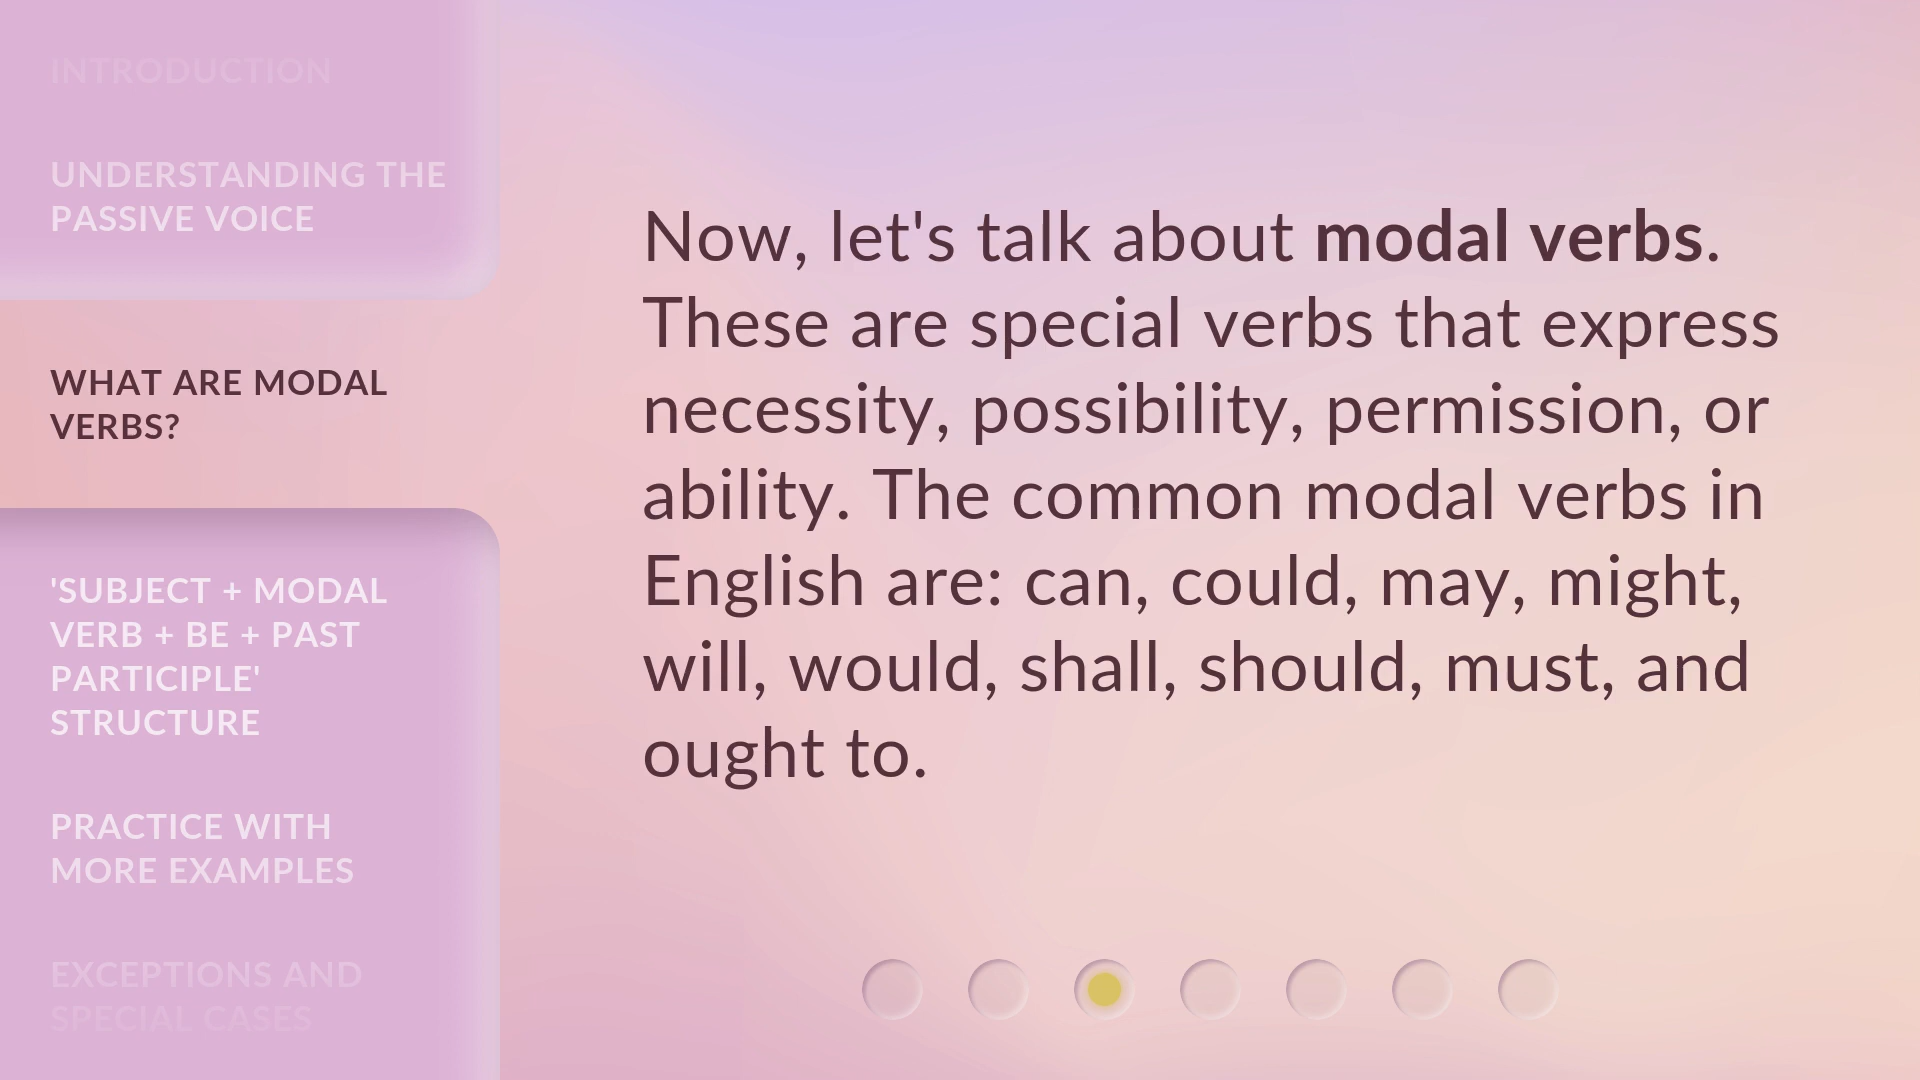 INTRODUCTION
UNDERSTANDING THE
PASSIVE VOICE
WHAT ARE MODAL
VERBS?
'SUBJECT + MODAL
VERB + BE + PAST
PARTICIPLE'
STRUCTURE
PRACTICE WITH
MORE EXAMPLES
EXCEPTIONS AND
SPECIAL CASES
Now, let's talk about modal verbs.
These are special verbs that express
necessity, possibility, permission, or
ability. The common modal verbs in
English are: can, could, may, might,
will, would, shall, should, must, and
ought to.